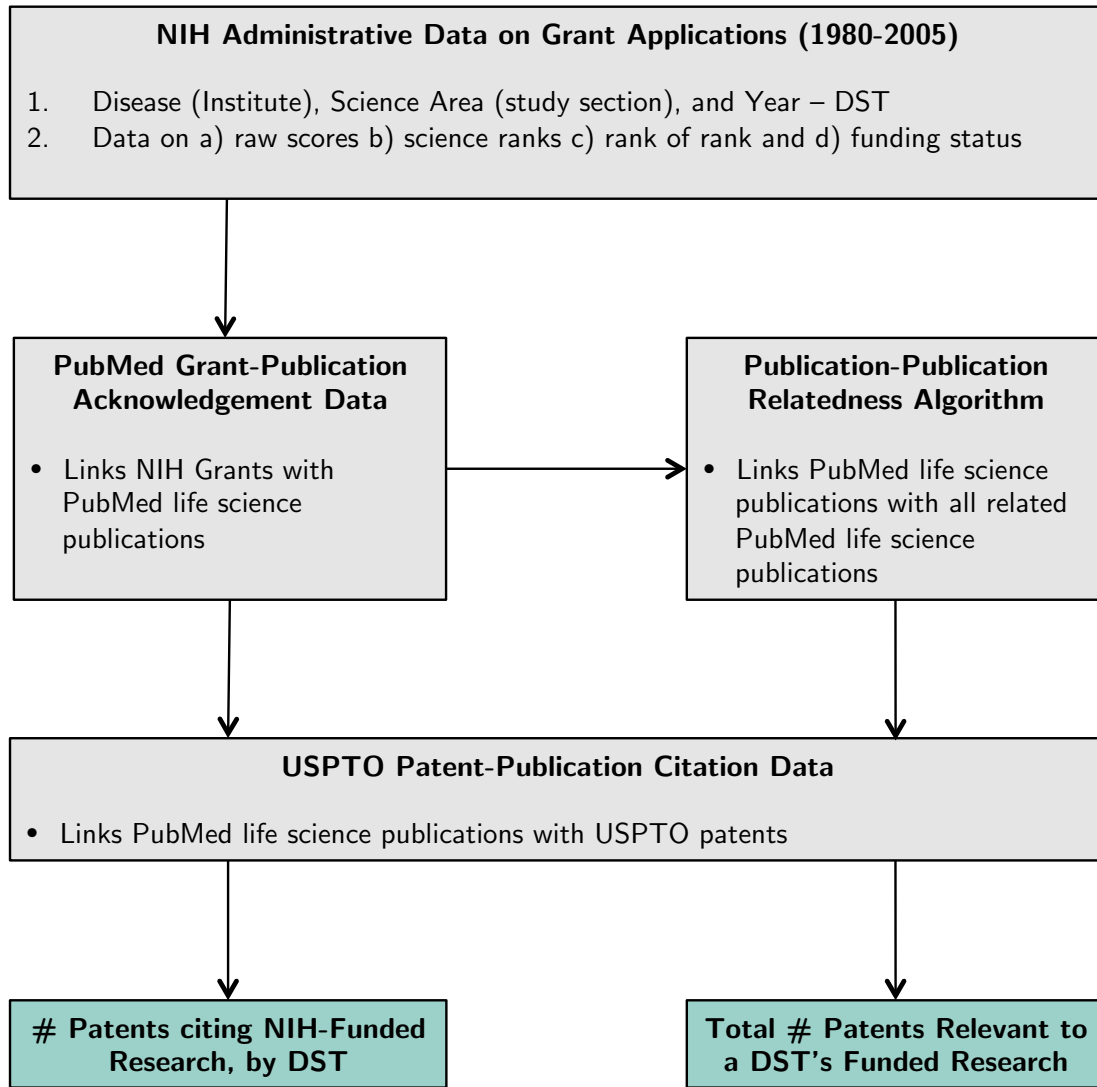 NIH Administrative Data on Grant Applications (1980-2005)
1. Disease (Institute), Science Area (study section), and Year – DST
2. Data on a) raw scores b) science ranks c) rank of rank and d) funding status
PubMed Grant-Publication
Acknowledgement Data
• Links NIH Grants with
PubMed life science
publications
Publication-Publication
Relatedness Algorithm
• Links PubMed life science
publications with all related
PubMed life science
publications
USPTO Patent-Publication Citation Data
• Links PubMed life science publications with USPTO patents
# Patents citing NIH-Funded
Research, by DST
Total # Patents Relevant to
a DST's Funded Research